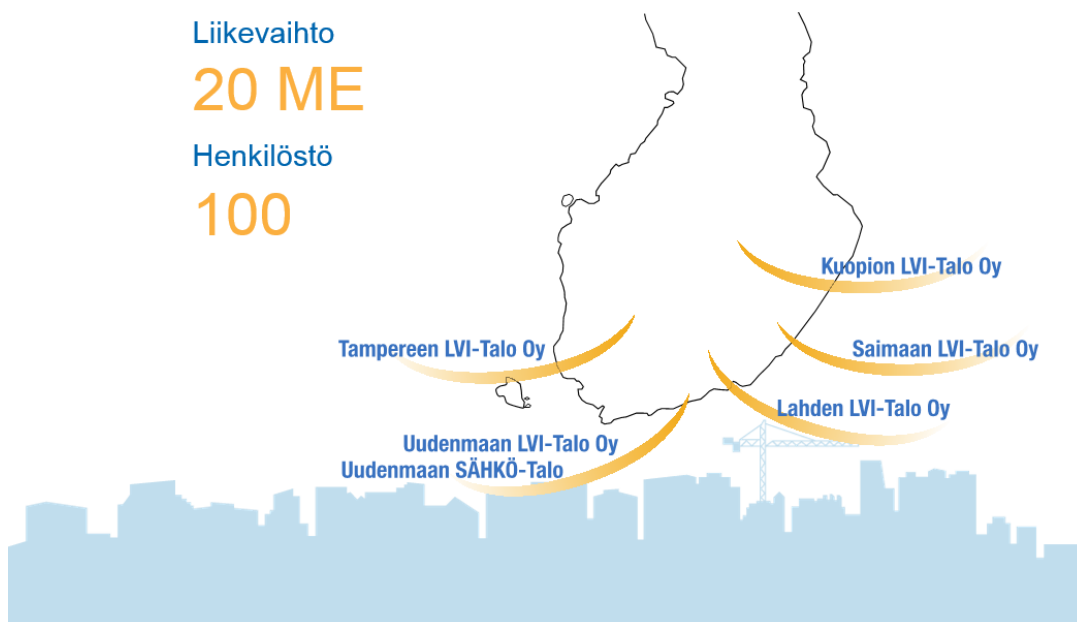 Liikevaihto
20 ME
Henkilöstö
100
Kuopion LVI-Talo Oy
Tampereen LVI-Talo Oy
Saimaan LVI-Talo Oy
Lahden LVI-Talo Oy
Uudenmaan LVI-Talo Oy
Uudenmaan SÄHKÖ-Talo